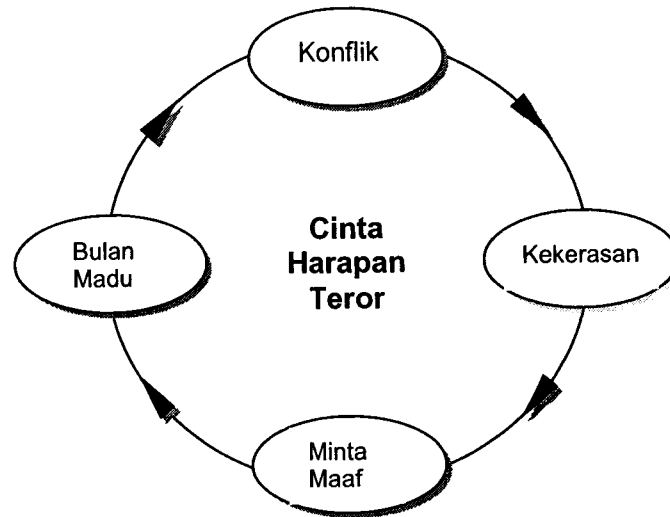 Konflik
Bulan
Madu
Cinta
Harapan
Teror
Kekerasan
Minta
Maaf